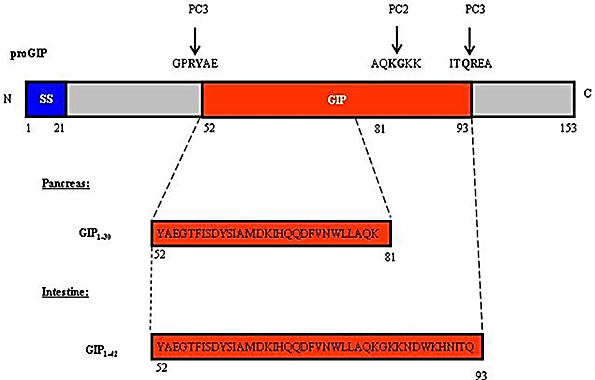 PC3 PC2 PC3
proGIP GPRYAE AQKGKK ITQREA
N SS GIP C
1 21 52 81 93 153
Pancreas:
GIP1-30 YAEGTFISDYSIAMDKIHQQDFVNWLLAQK
52 81
Intestine:
GIP1-42 YAEGTFISDYSIAMDKIHQQDFVNWLLAQKGKKNDWKHNITQ
52 93